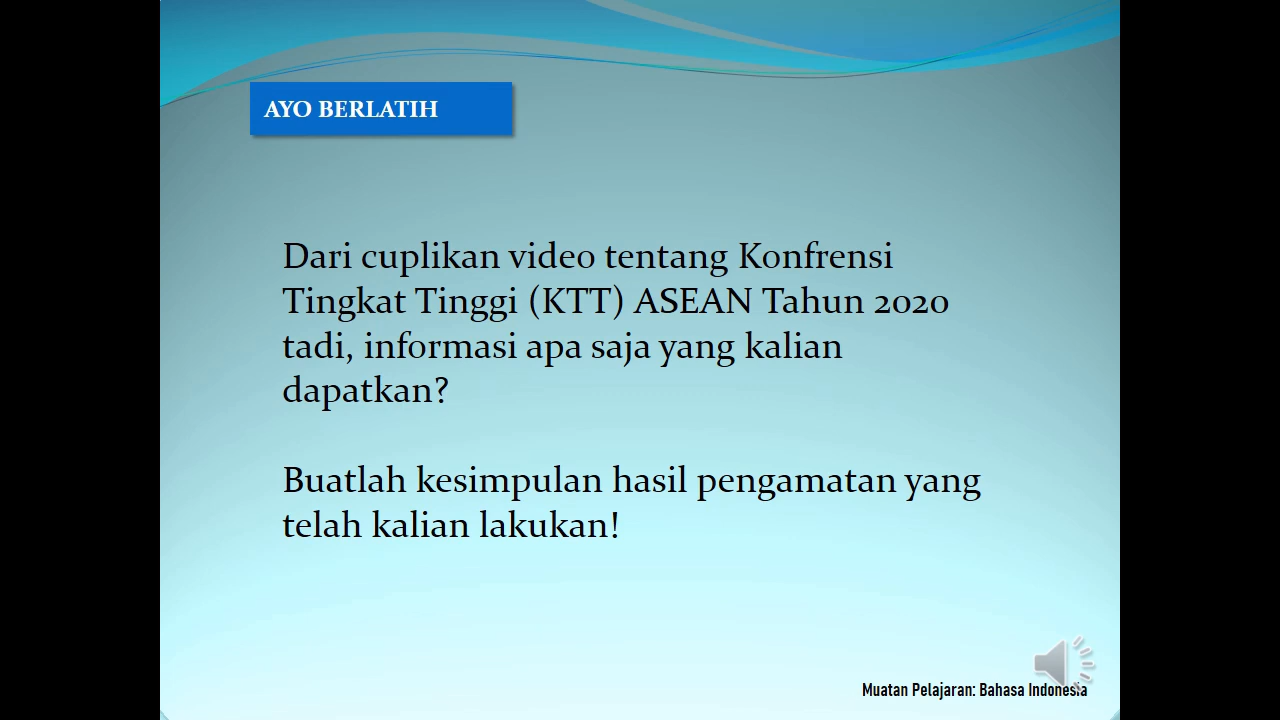 AYO BERLATIH
Dari cuplikan video tentang Konfrensi
Tingkat Tinggi (KTT) ASEAN Tahun 2020
tadi, informasi apa saja yang kalian
dapatkan?
Buatlah kesimpulan hasil pengamatan yang
telah kalian lakukan!
Muatan Pelajaran: Bahasa Indonesia